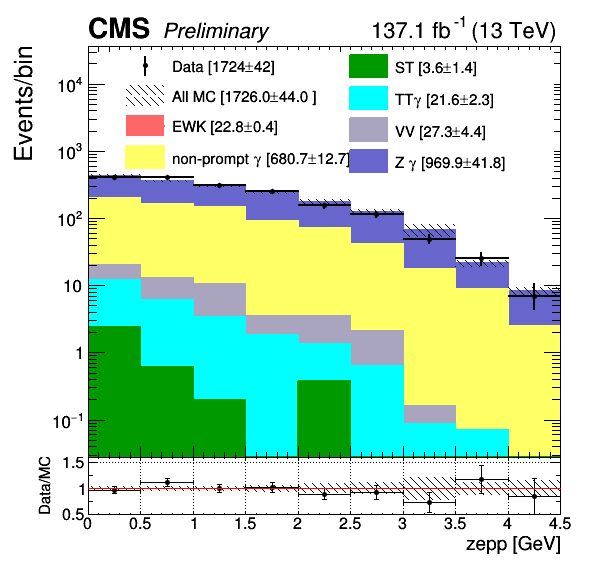 CMS Preliminary 137.1 fb⁻¹ (13 TeV)
Events/bin
Data [1724±42]
All MC [1726.0±44.0 ]
EWK [22.8±0.4]
non-prompt γ [680.7±12.7]
ST [3.6±1.4]
TTγ [21.6±2.3]
VV [27.3±4.4]
Z γ [969.9±41.8]
10⁴
10³
10²
10
1
10⁻¹
Data/MC
1.5
1
0.5
0 0.5 1 1.5 2 2.5 3 3.5 4 4.5
zepp [GeV]